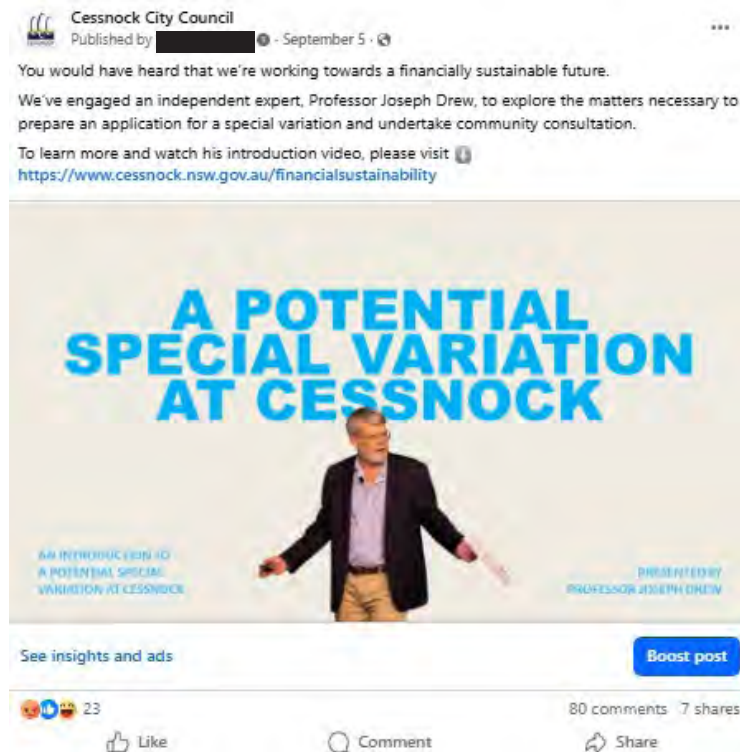 Cessnock City Council
Published by
· September 5 ·
You would have heard that we're working towards a financially sustainable future.
We've engaged an independent expert, Professor Joseph Drew, to explore the matters necessary to
prepare an application for a special variation and undertake community consultation.
To learn more and watch his introduction video, please visit
https://www.cessnock.nsw.gov.au/financialsustainability
A POTENTIAL
SPECIAL VARIATION
AT CESSNOCK
AN INTRODUCTION TO
A POTENTIAL SPECIAL
VARIATION AT CESSNOCK
PRESENTED BY
PROFESSOR JOSEPH DREW
See insights and ads
Boost post
23
80 comments 7 shares
Like
Comment
Share